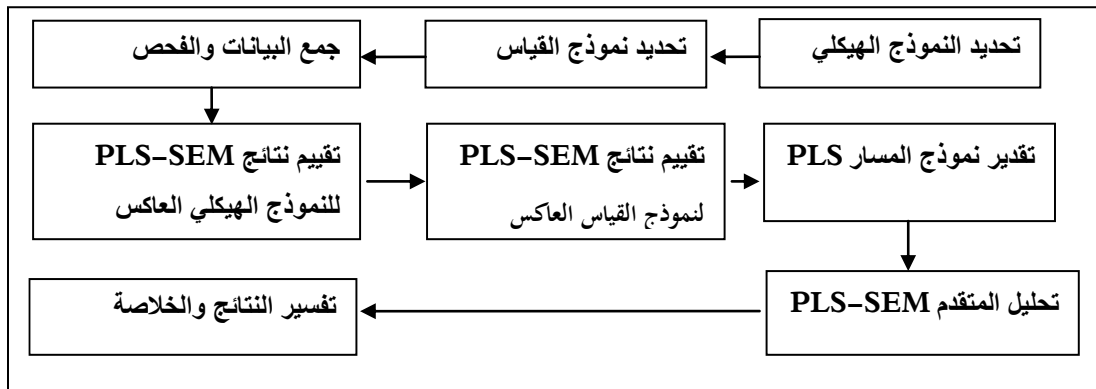 تحديد النموذج الهيكلي
تحديد نموذج القياس
جمع البيانات والفحص
تقييم نتائج PLS-SEM
للنموذج الهيكلي العاكس
تقييم نتائج PLS-SEM
لنموذج القياس العاكس
تقدير نموذج المسار PLS
تحليل المتقدم PLS-SEM
تفسير النتائج والخلاصة